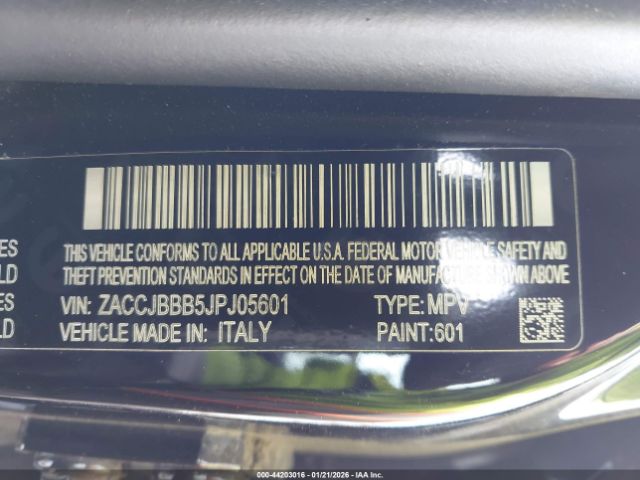 ES
LD
ES
LD
THIS VEHICLE CONFORMS TO ALL APPLICABLE U.S.A. FEDERAL MOTOR VEHICLE SAFETY AND
THEFT PREVENTION STANDARDS IN EFFECT ON THE DATE OF MANUFACTURE SHOWN ABOVE
VIN: ZACCJBBB5JPJ05601 TYPE: MPV
VEHICLE MADE IN: ITALY PAINT: 601
000-44203016 - 01/21/2026 - © IAA Inc.